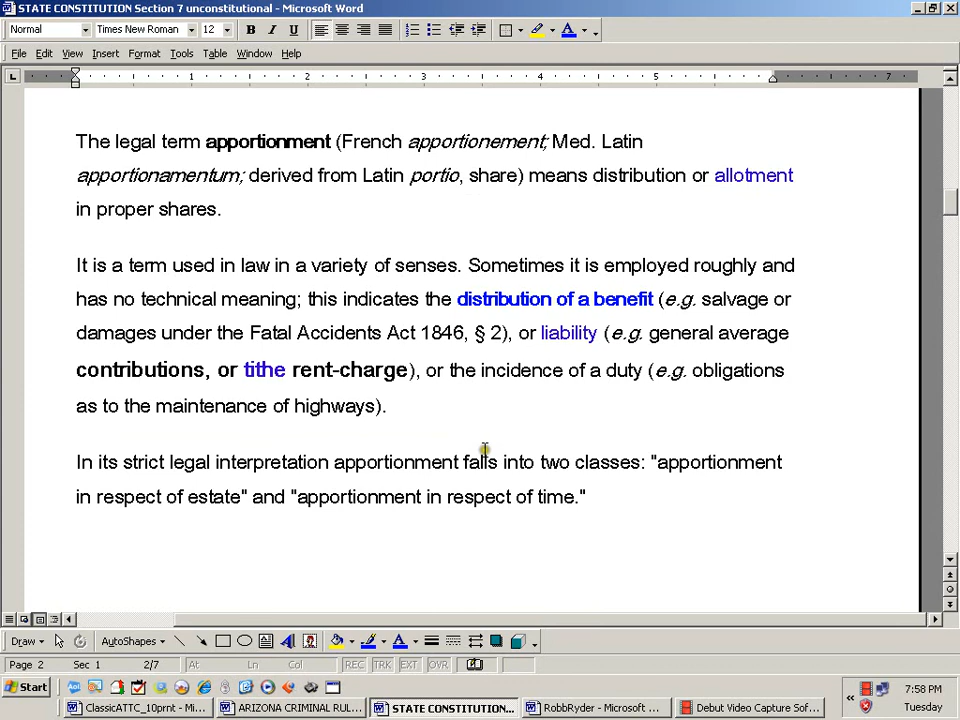 STATE CONSTITUTION Section 7 unconstitutional - Microsoft Word
Normal Times New Roman 12 B I U A
File Edit View Insert Format Tools Table Window Help
L 1 2 3 4 5 7
The legal term apportionment (French apportionement; Med. Latin
apportionamentum; derived from Latin portio, share) means distribution or allotment
in proper shares.
It is a term used in law in a variety of senses. Sometimes it is employed roughly and
has no technical meaning; this indicates the distribution of a benefit (e.g. salvage or
damages under the Fatal Accidents Act 1846, § 2), or liability (e.g. general average
contributions, or tithe rent-charge), or the incidence of a duty (e.g. obligations
as to the maintenance of highways).
In its strict legal interpretation apportionment falls into two classes: "apportionment
in respect of estate" and "apportionment in respect of time."
Draw AutoShapes A A
Page 2 Sec 1 2/7 At Ln Col REC TRK EXT OVR
Start 7:58 PM
ClassicATTC_10prnt - Mi... ARIZONA CRIMINAL RUL... STATE CONSTITUTION... RobbRyder - Microsoft ... Debut Video Capture Sof... Tuesday